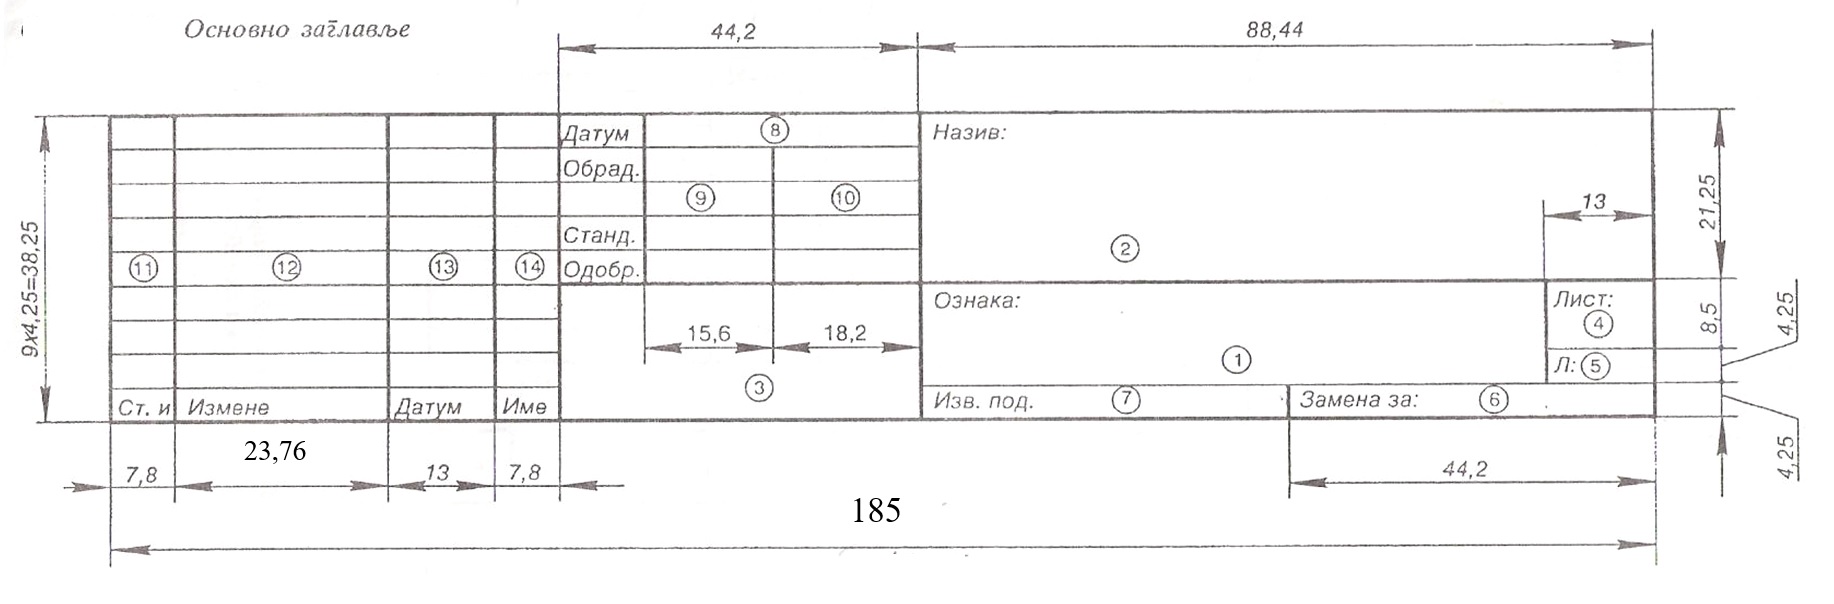 Основно заглавље
44,2
88,44
Датум
8
Назив:
Обрад.
9
10
13
21,25
Станд.
2
11
12
13
14
Одобр.
9x4,25=38,25
Ознака:
Лист:
4
8,5
4,25
15,6
18,2
1
Л: 5
3
Ст. и
Измене
Датум
Име
Изв. под.
7
Замена за:
6
23,76
7,8
13
7,8
44,2
4,25
185